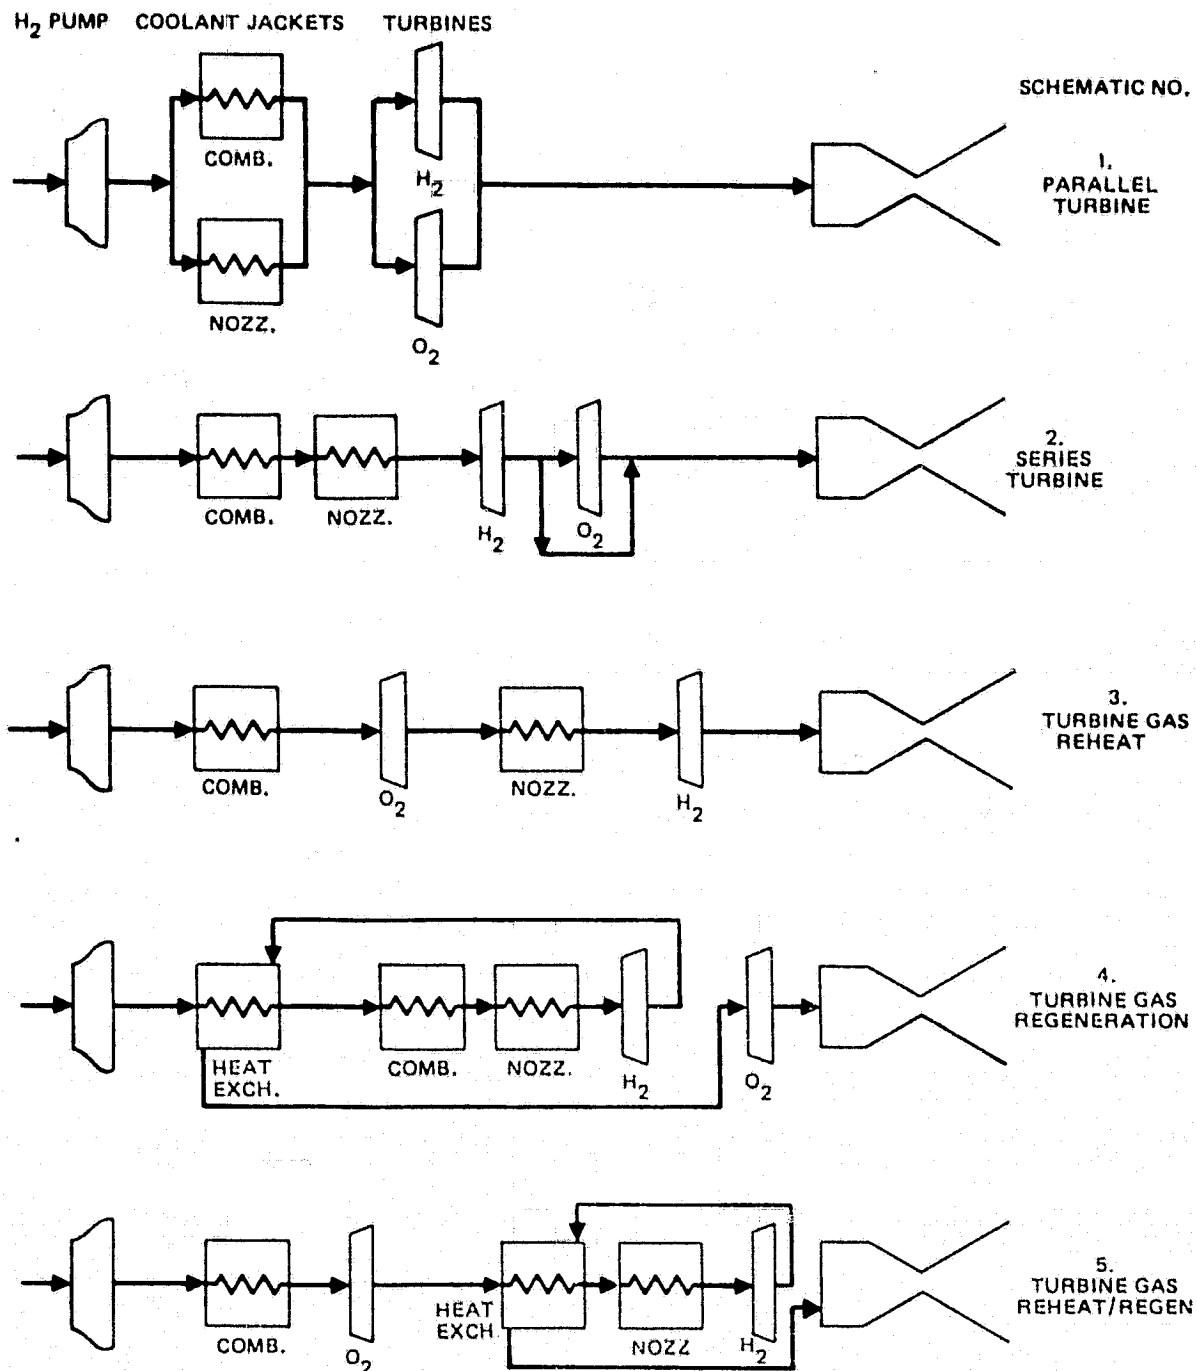 H2 PUMP COOLANT JACKETS TURBINES
SCHEMATIC NO.
COMB.
H2
NOZZ.
O2
1.
PARALLEL
TURBINE
COMB.
NOZZ.
H2
O2
2.
SERIES
TURBINE
COMB.
O2
NOZZ.
H2
3.
TURBINE GAS
REHEAT
HEAT
EXCH.
COMB.
NOZZ.
H2
O2
4.
TURBINE GAS
REGENERATION
COMB.
O2
HEAT
EXCH
NOZZ
H2
5.
TURBINE GAS
REHEAT/REGEN